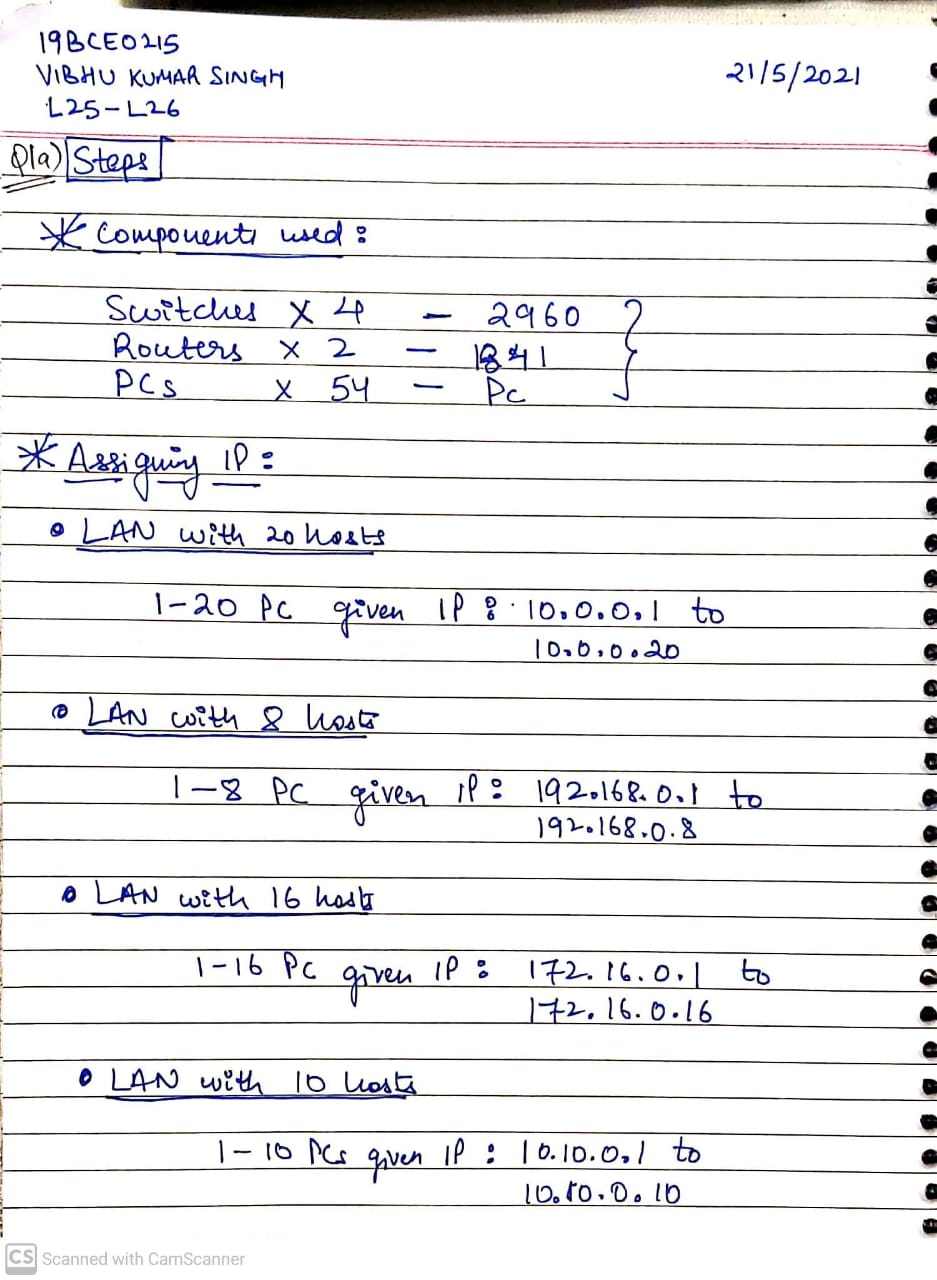 19BCE0215
VIBHU KUMAR SINGH
21/5/2021
L25-L26
Q1a) Steps
* Components used :
Switches X 4 - 2960
Routers X 2 - 1841
PCs X 54 - Pc
* Assigning IP :
• LAN with 20 hosts
1-20 PC given IP : 10.0.0.1 to
10.0.0.20
• LAN with 8 hosts
1-8 PC given IP : 192.168.0.1 to
192.168.0.8
• LAN with 16 hosts
1-16 PC given IP : 172.16.0.1 to
172.16.0.16
• LAN with 10 hosts
1-10 PCs given IP : 10.10.0.1 to
10.10.0.10
CS Scanned with CamScanner